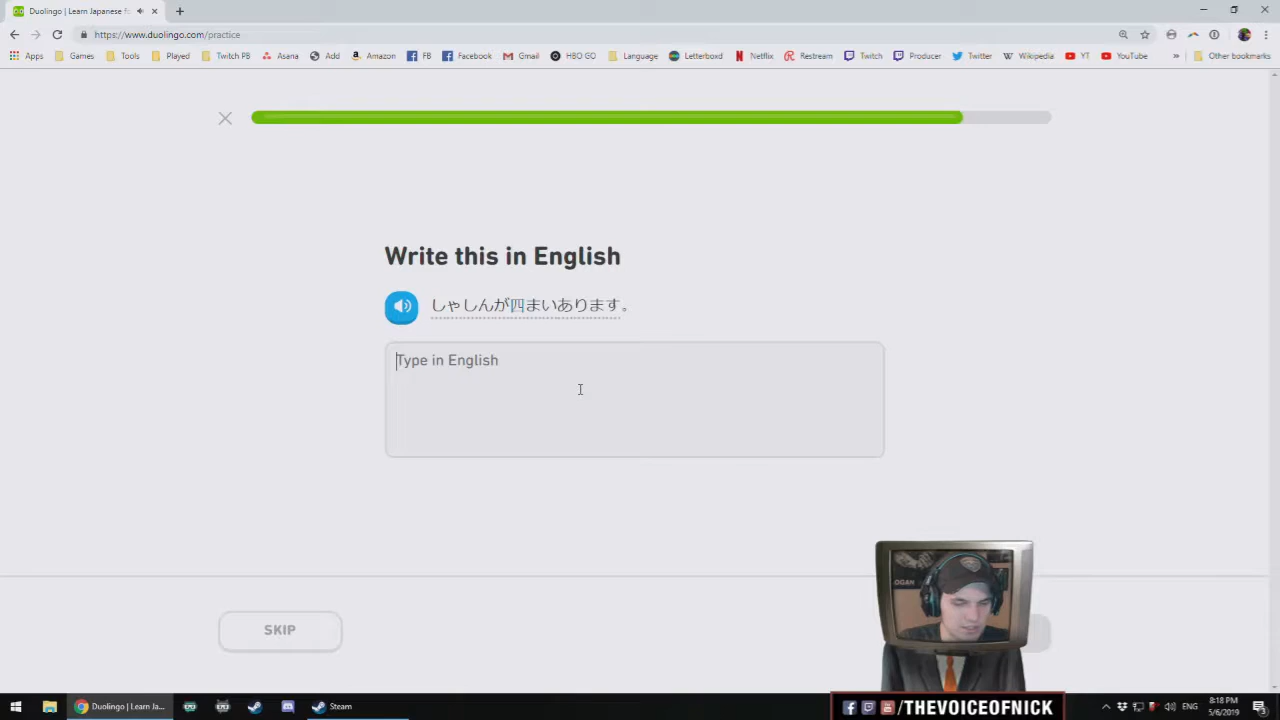 Duolingo | Learn Japanese f
https://www.duolingo.com/practice
Apps Games Tools Played Twitch PB Asana Add Amazon FB Facebook Gmail HBO GO Language Letterboxd Netflix Restream Twitch Producer Twitter Wikipedia YT YouTube » Other bookmarks
Write this in English
しゃしんが四まいあります。
Type in English
OGAN
SKIP
/THEVOICEOFNICK
Duolingo | Learn Ja...
Steam
ENG
8:18 PM
5/6/2019